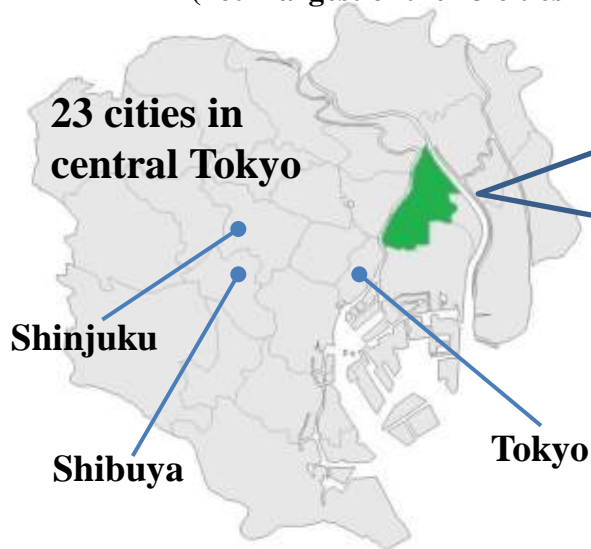 23 cities in
central Tokyo
Shinjuku
Shibuya
Tokyo